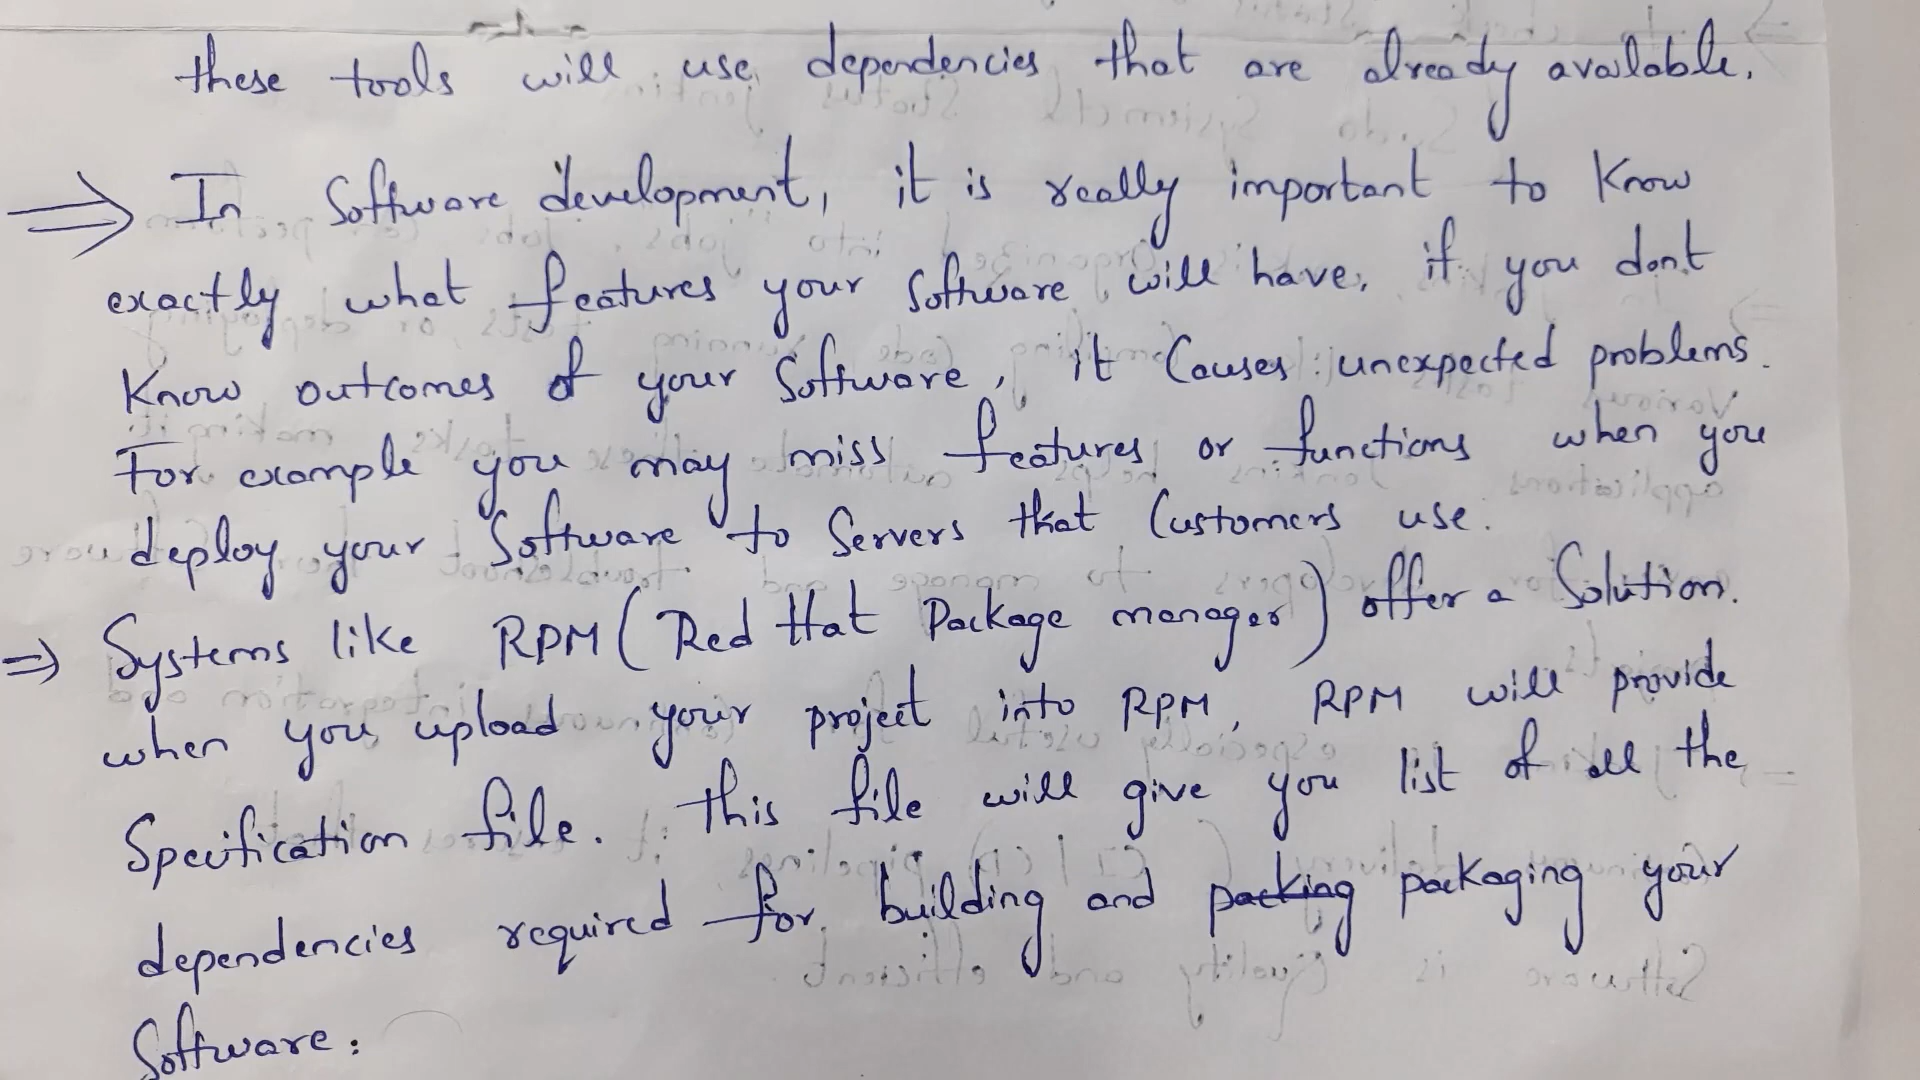 these tools will use dependencies that are already available.
⇒ In Software development, it is really important to Know
exactly what features your Software will have, if you don't
Know outcomes of your Software, it Causes unexpected problems.
For example you may miss features or functions when you
deploy your Software to Servers that Customers use.
⇒ Systems like RPM (Red Hat Package manager) offer a Solution.
when you upload your project into RPM, RPM will provide
Specification file. this file will give you list of all the
dependencies required for building and packing packaging your
Software.